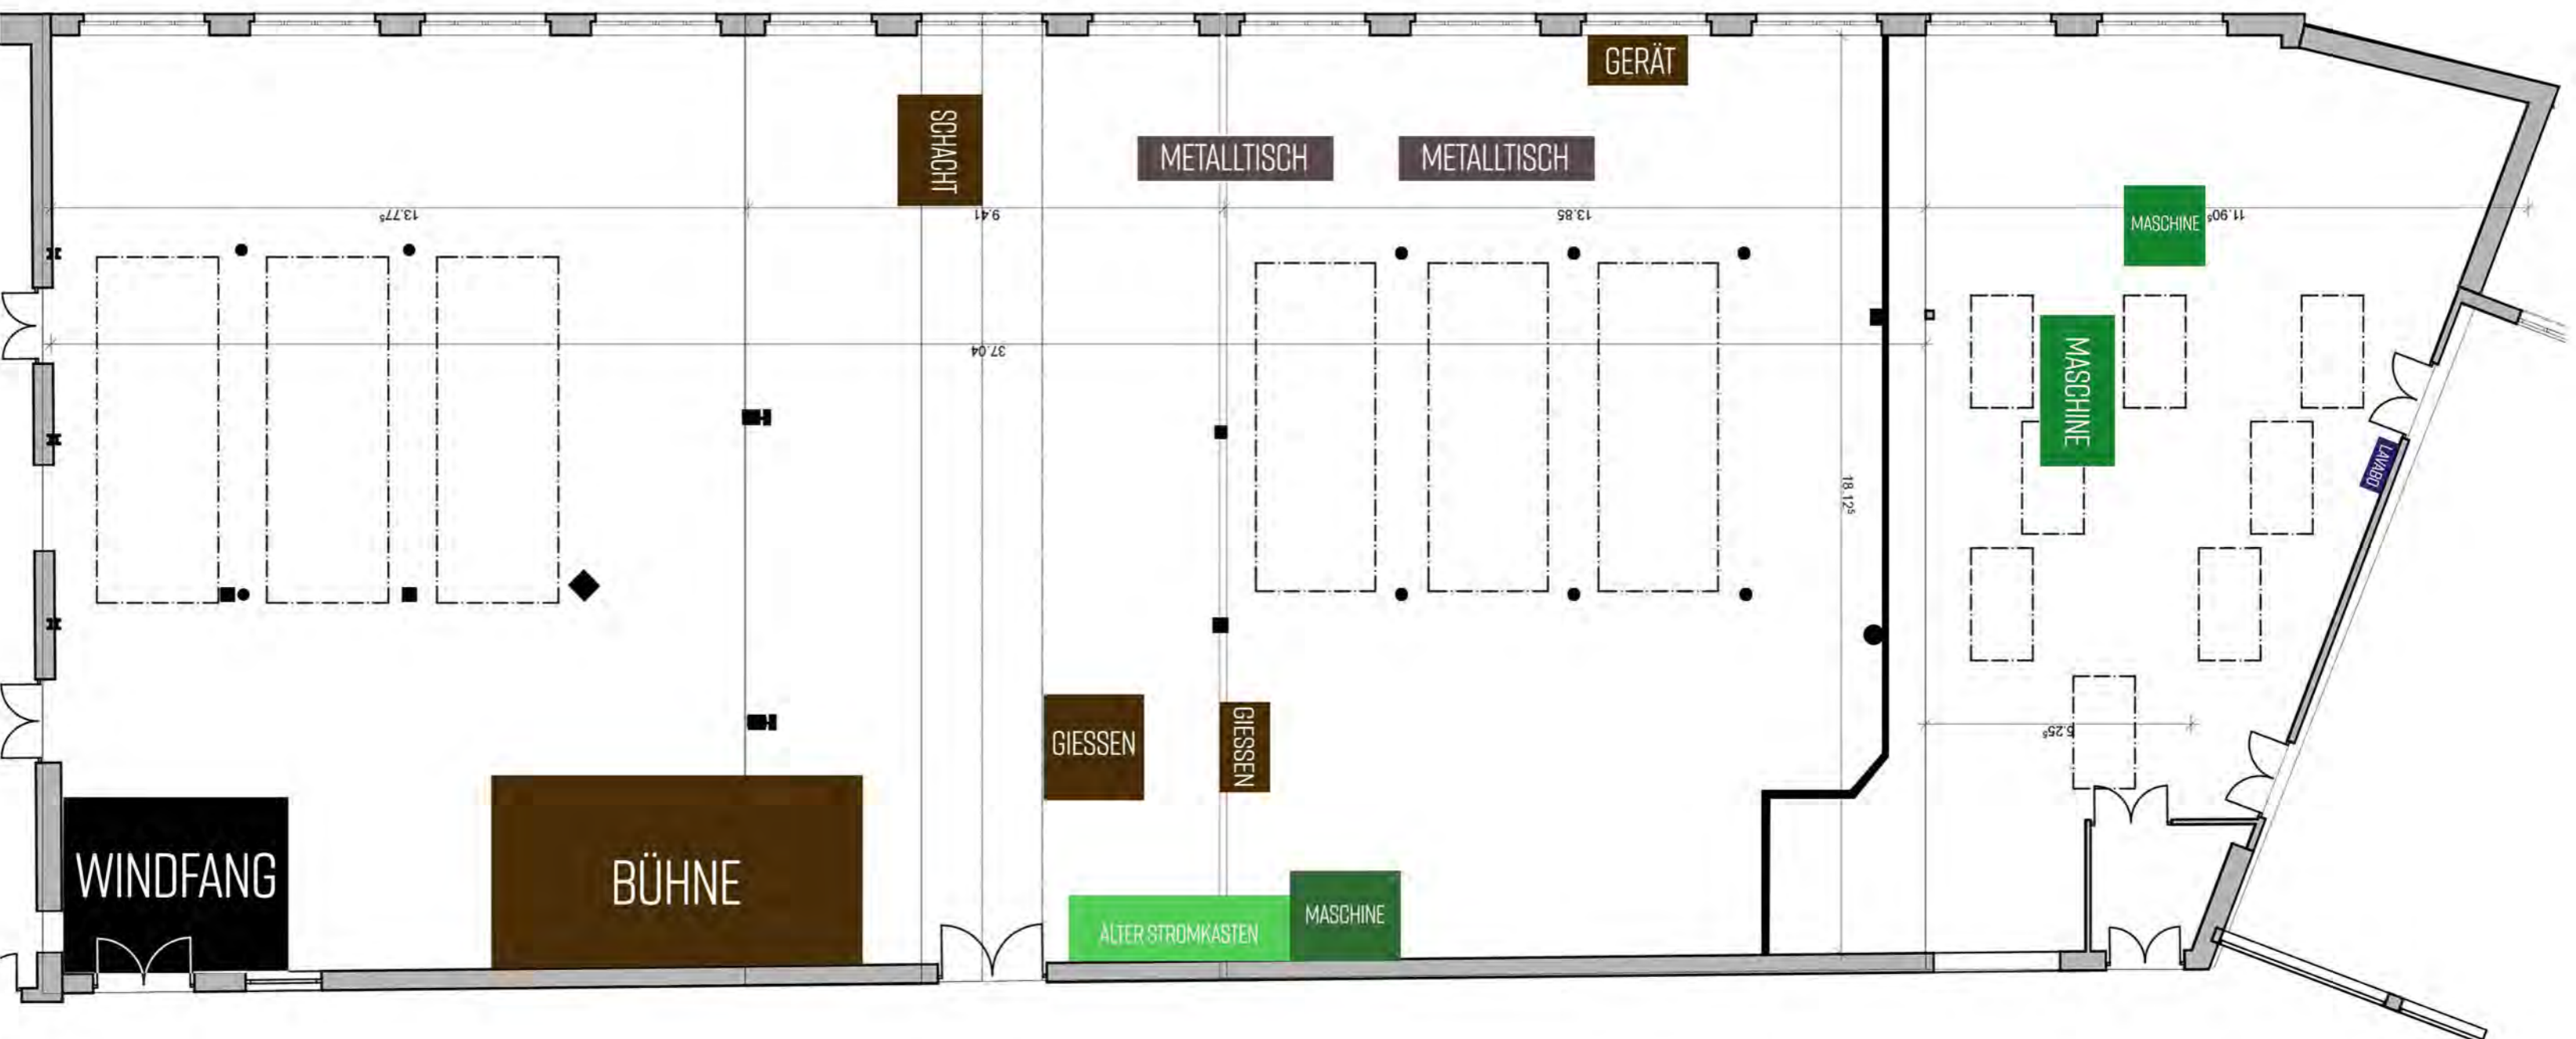 GERÄT
SCHACHT
METALLTISCH
METALLTISCH
MASCHINE
13.77⁵
9.41
13.85
11.90⁵
37.04
MASCHINE
LAVABO
18.12⁵
GIESSEN
GIESSEN
5.25⁵
WINDFANG
BÜHNE
ALTER STROMKASTEN
MASCHINE